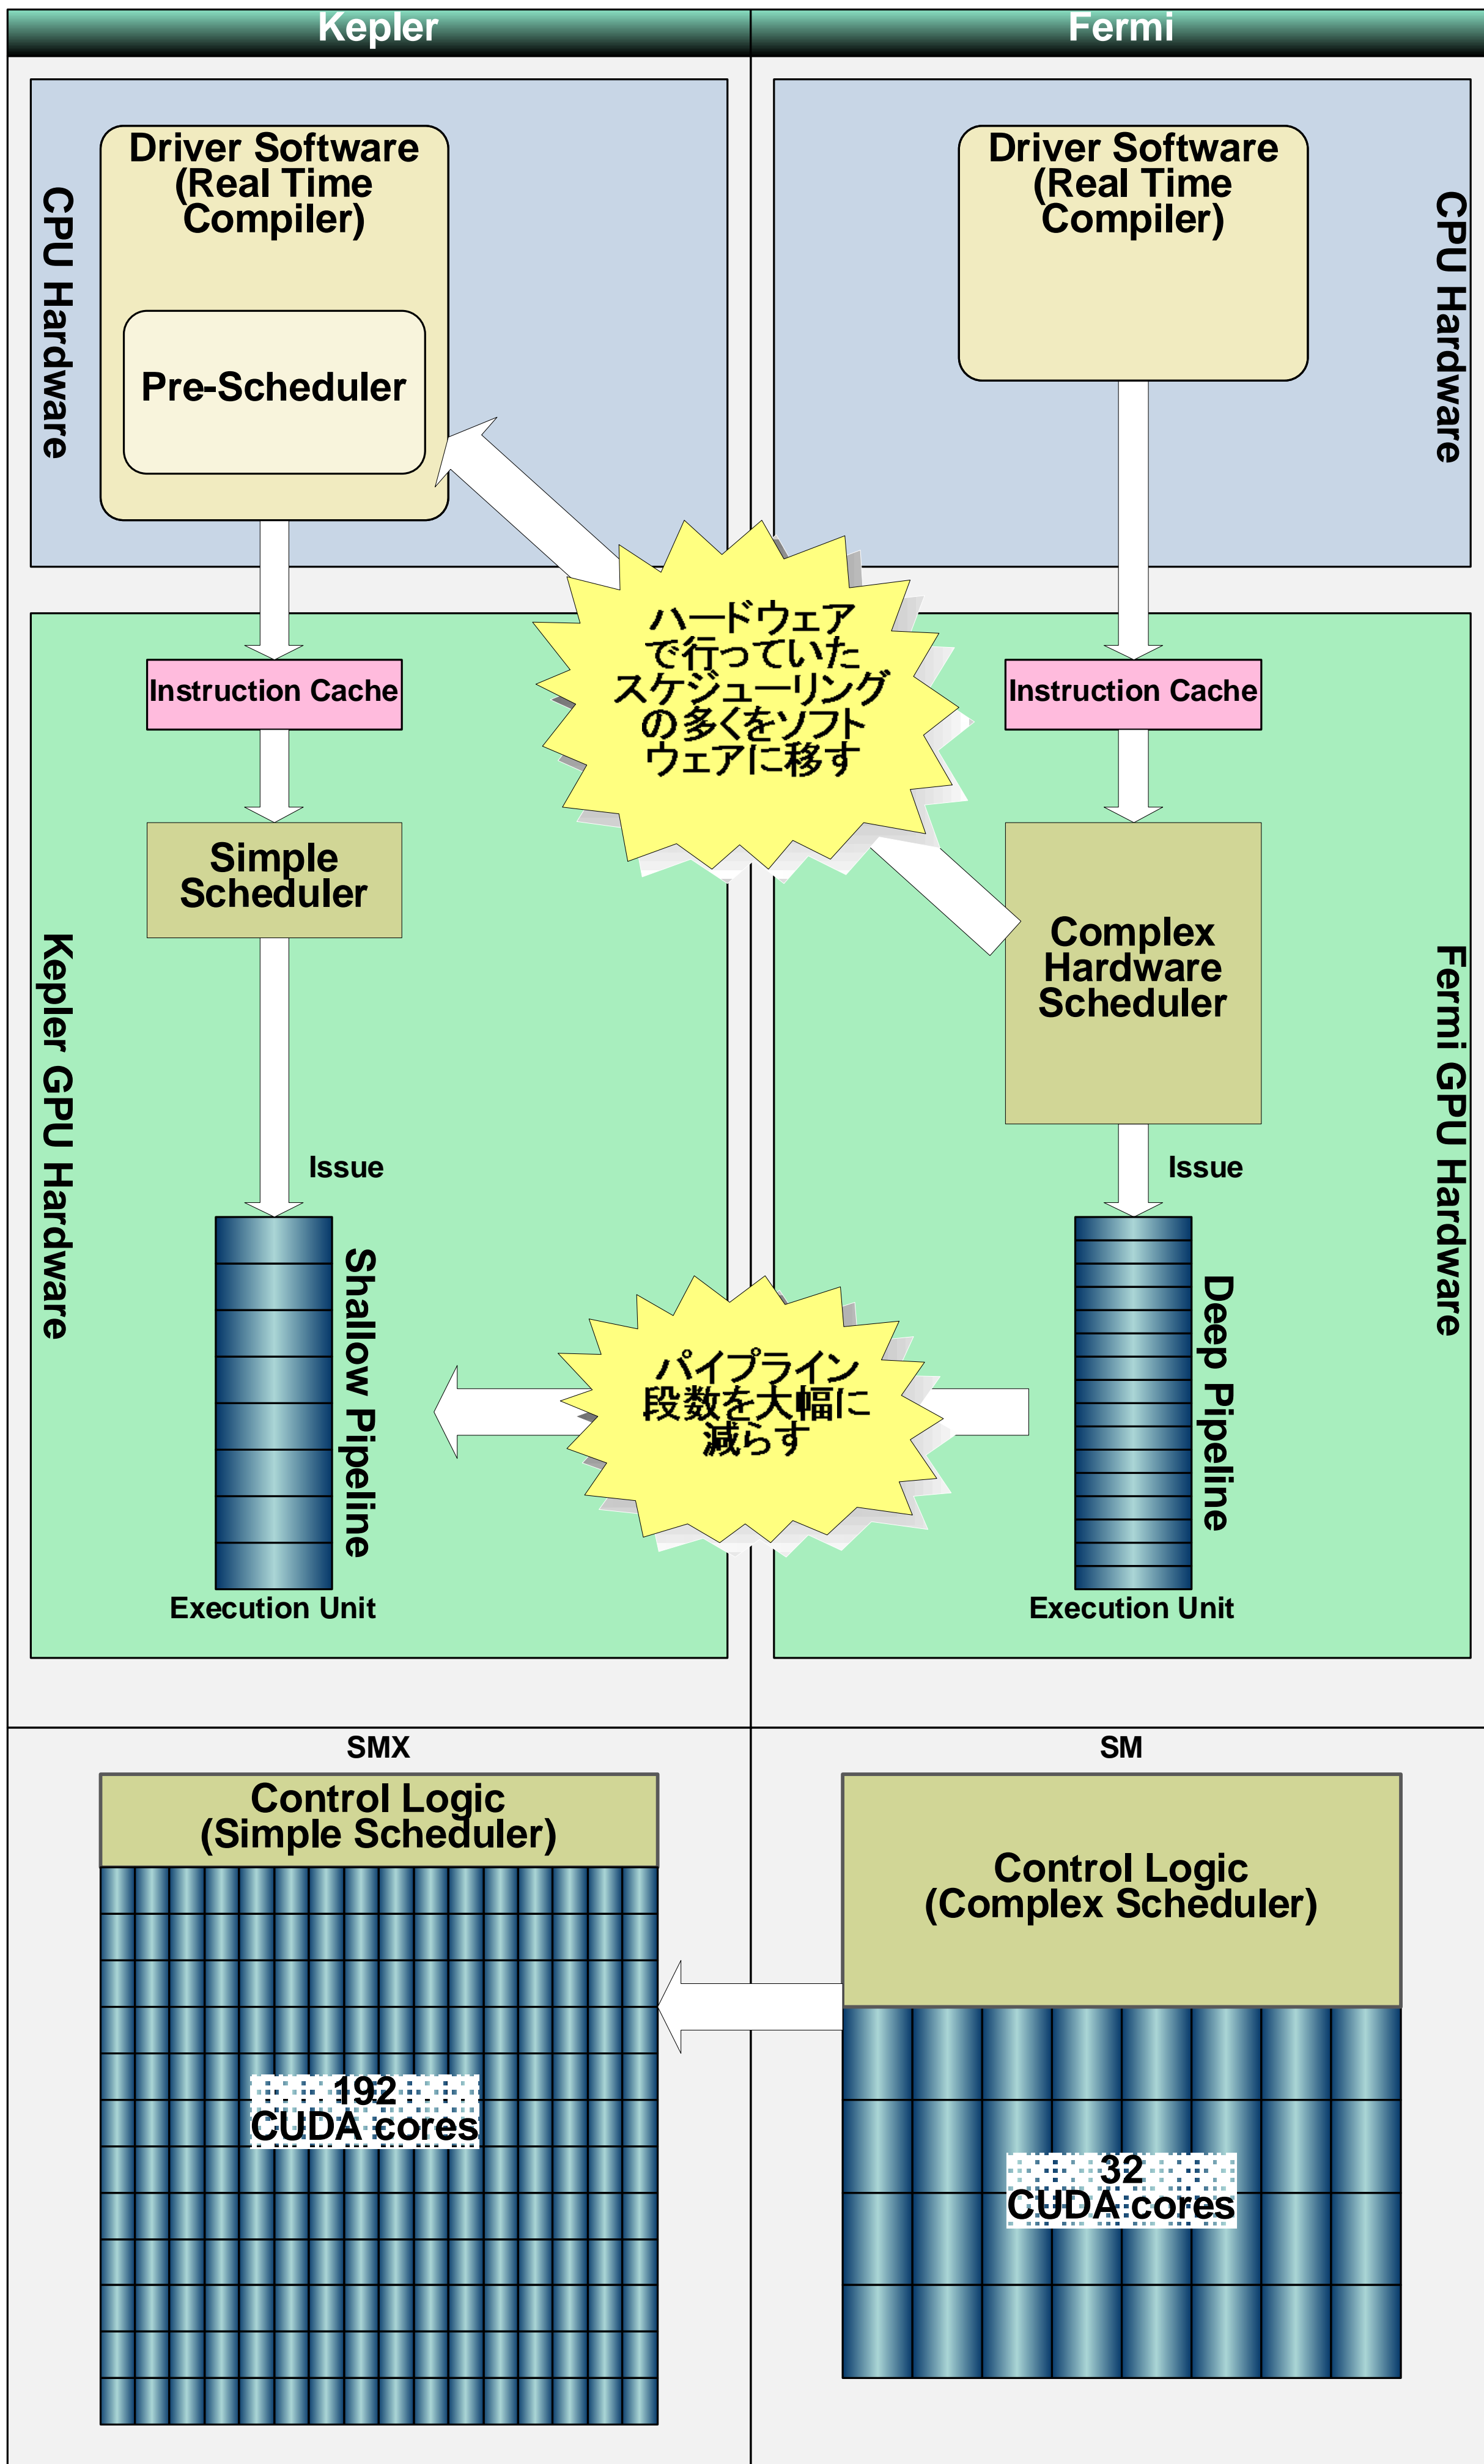 Kepler
Fermi
Driver Software
(Real Time
Compiler)
Pre-Scheduler
CPU Hardware
Driver Software
(Real Time
Compiler)
CPU Hardware
ハードウェア
で行っていた
スケジューリング
の多くをソフト
ウェアに移す
Instruction Cache
Simple
Scheduler
Kepler GPU Hardware
Issue
Shallow Pipeline
Execution Unit
Instruction Cache
Complex
Hardware
Scheduler
Fermi GPU Hardware
Issue
Deep Pipeline
Execution Unit
パイプライン
段数を大幅に
減らす
SMX
Control Logic
(Simple Scheduler)
192
CUDA cores
SM
Control Logic
(Complex Scheduler)
32
CUDA cores